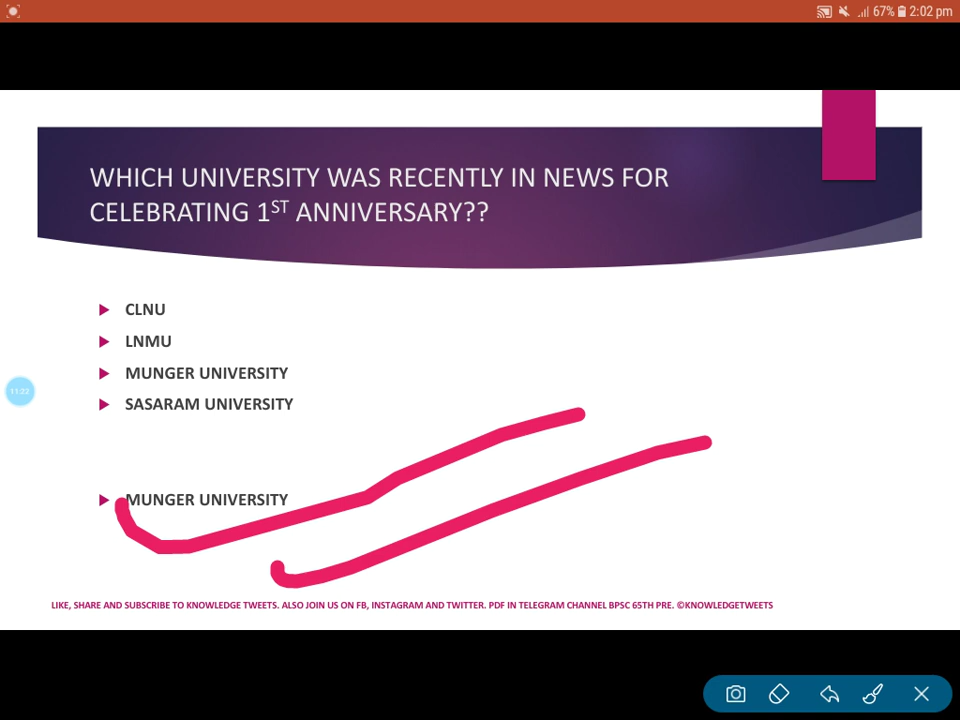 67% 2:02 pm
WHICH UNIVERSITY WAS RECENTLY IN NEWS FOR
CELEBRATING 1ST ANNIVERSARY??
CLNU
LNMU
MUNGER UNIVERSITY
11:22
SASARAM UNIVERSITY
MUNGER UNIVERSITY
LIKE, SHARE AND SUBSCRIBE TO KNOWLEDGE TWEETS. ALSO JOIN US ON FB, INSTAGRAM AND TWITTER. PDF IN TELEGRAM CHANNEL BPSC 65TH PRE. ©KNOWLEDGETWEETS